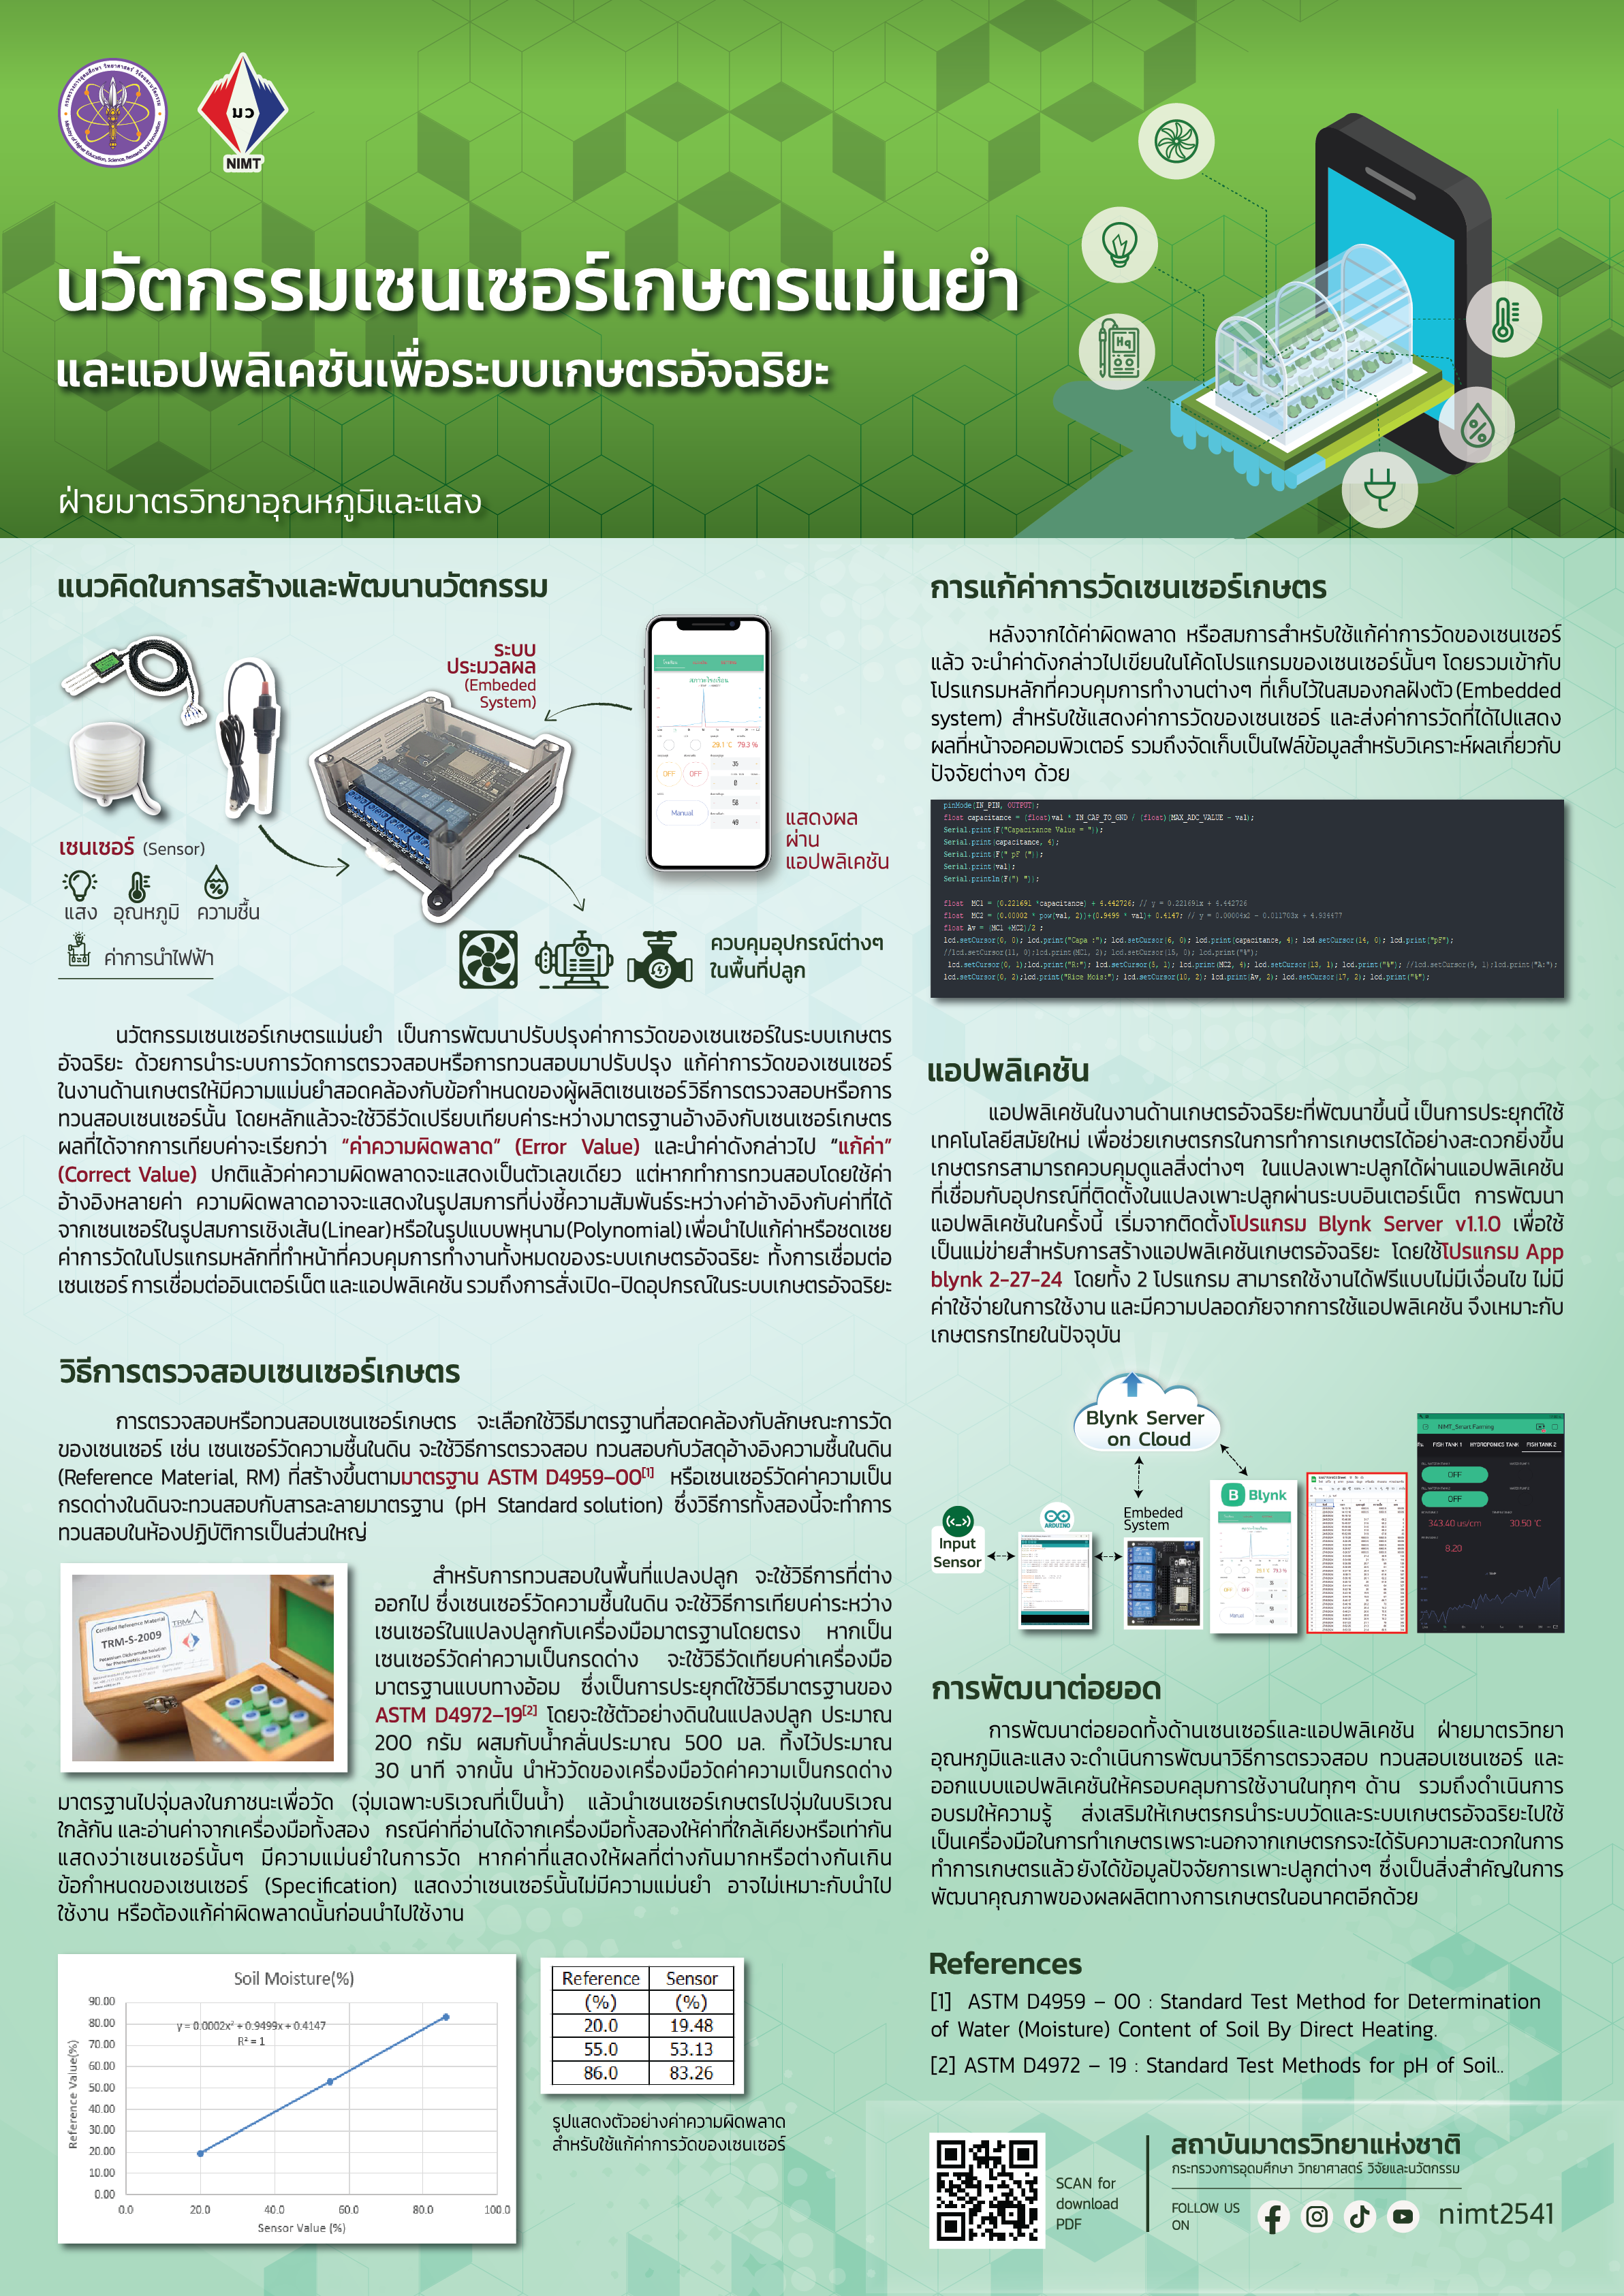 มว
NIMT
นวัตกรรมเซนเซอร์เกษตรแม่นยำ
และแอปพลิเคชันเพื่อระบบเกษตรอัจฉริยะ
ฝ่ายมาตรวิทยาอุณหภูมิและแสง
แนวคิดในการสร้างและพัฒนานวัตกรรม
ระบบ
ประมวลผล
(Embeded
System)
29.1 °C 79.3 %
OFF OFF
Manual
แสดงผล
ผ่าน
แอปพลิเคชัน
เซนเซอร์ (Sensor)
แสง อุณหภูมิ ความชื้น
ค่าการนำไฟฟ้า
ควบคุมอุปกรณ์ต่างๆ
ในพื้นที่ปลูก
นวัตกรรมเซนเซอร์เกษตรแม่นยำ เป็นการพัฒนาปรับปรุงค่าการวัดของเซนเซอร์ในระบบเกษตร
อัจฉริยะ ด้วยการนำระบบการวัดการตรวจสอบหรือการทวนสอบมาปรับปรุง แก้ค่าการวัดของเซนเซอร์
ในงานด้านเกษตรให้มีความแม่นยำสอดคล้องกับข้อกำหนดของผู้ผลิตเซนเซอร์วิธีการตรวจสอบหรือการ
ทวนสอบเซนเซอร์นั้น โดยหลักแล้วจะใช้วิธีวัดเปรียบเทียบค่าระหว่างมาตรฐานอ้างอิงกับเซนเซอร์เกษตร
ผลที่ได้จากการเทียบค่าจะเรียกว่า “ค่าความผิดพลาด” (Error Value) และนำค่าดังกล่าวไป “แก้ค่า”
(Correct Value) ปกติแล้วค่าความผิดพลาดจะแสดงเป็นตัวเลขเดียว แต่หากทำการทวนสอบโดยใช้ค่า
อ้างอิงหลายค่า ความผิดพลาดอาจจะแสดงในรูปสมการที่บ่งชี้ความสัมพันธ์ระหว่างค่าอ้างอิงกับค่าที่ได้
จากเซนเซอร์ในรูปสมการเชิงเส้น(Linear)หรือในรูปแบบพหุนาม(Polynomial)เพื่อนำไปแก้ค่าหรือชดเชย
ค่าการวัดในโปรแกรมหลักที่ทำหน้าที่ควบคุมการทำงานทั้งหมดของระบบเกษตรอัจฉริยะ ทั้งการเชื่อมต่อ
เซนเซอร์ การเชื่อมต่ออินเตอร์เน็ต และแอปพลิเคชัน รวมถึงการสั่งเปิด-ปิดอุปกรณ์ในระบบเกษตรอัจฉริยะ
วิธีการตรวจสอบเซนเซอร์เกษตร
การตรวจสอบหรือทวนสอบเซนเซอร์เกษตร จะเลือกใช้วิธีมาตรฐานที่สอดคล้องกับลักษณะการวัด
ของเซนเซอร์ เช่น เซนเซอร์วัดความชื้นในดิน จะใช้วิธีการตรวจสอบ ทวนสอบกับวัสดุอ้างอิงความชื้นในดิน
(Reference Material, RM) ที่สร้างขึ้นตามมาตรฐาน ASTM D4959–00[1] หรือเซนเซอร์วัดค่าความเป็น
กรดด่างในดินจะทวนสอบกับสารละลายมาตรฐาน (pH Standard solution) ซึ่งวิธีการทั้งสองนี้จะทำการ
ทวนสอบในห้องปฏิบัติการเป็นส่วนใหญ่
Certified Reference Material
TRM-S-2009
Potassium Dichromate Solution
สำหรับการทวนสอบในพื้นที่แปลงปลูก จะใช้วิธีการที่ต่าง
ออกไป ซึ่งเซนเซอร์วัดความชื้นในดิน จะใช้วิธีการเทียบค่าระหว่าง
เซนเซอร์ในแปลงปลูกกับเครื่องมือมาตรฐานโดยตรง หากเป็น
เซนเซอร์วัดค่าความเป็นกรดด่าง จะใช้วิธีวัดเทียบค่าเครื่องมือ
มาตรฐานแบบทางอ้อม ซึ่งเป็นการประยุกต์ใช้วิธีมาตรฐานของ
ASTM D4972–19[2] โดยจะใช้ตัวอย่างดินในแปลงปลูก ประมาณ
200 กรัม ผสมกับน้ำกลั่นประมาณ 500 มล. ทิ้งไว้ประมาณ
30 นาที จากนั้น นำหัววัดของเครื่องมือวัดค่าความเป็นกรดด่าง
มาตรฐานไปจุ่มลงในภาชนะเพื่อวัด (จุ่มเฉพาะบริเวณที่เป็นน้ำ) แล้วนำเซนเซอร์เกษตรไปจุ่มในบริเวณ
ใกล้กัน และอ่านค่าจากเครื่องมือทั้งสอง กรณีค่าที่อ่านได้จากเครื่องมือทั้งสองให้ค่าที่ใกล้เคียงหรือเท่ากัน
แสดงว่าเซนเซอร์นั้นๆ มีความแม่นยำในการวัด หากค่าที่แสดงให้ผลที่ต่างกันมากหรือต่างกันเกิน
ข้อกำหนดของเซนเซอร์ (Specification) แสดงว่าเซนเซอร์นั้นไม่มีความแม่นยำ อาจไม่เหมาะกับนำไป
ใช้งาน หรือต้องแก้ค่าผิดพลาดนั้นก่อนนำไปใช้งาน
Soil Moisture(%)
y = 0.0002x² + 0.9499x + 0.4147
R² = 1
Reference Value(%)
90.00
80.00
70.00
60.00
50.00
40.00
30.00
20.00
10.00
0.00
0.0 20.0 40.0 60.0 80.0 100.0
Sensor Value (%)
Reference Sensor
(%) (%)
20.0 19.48
55.0 53.13
86.0 83.26
รูปแสดงตัวอย่างค่าความผิดพลาด
สำหรับใช้แก้ค่าการวัดของเซนเซอร์
การแก้ค่าการวัดเซนเซอร์เกษตร
หลังจากได้ค่าผิดพลาด หรือสมการสำหรับใช้แก้ค่าการวัดของเซนเซอร์
แล้ว จะนำค่าดังกล่าวไปเขียนในโค้ดโปรแกรมของเซนเซอร์นั้นๆ โดยรวมเข้ากับ
โปรแกรมหลักที่ควบคุมการทำงานต่างๆ ที่เก็บไว้ในสมองกลฝังตัว(Embedded
system) สำหรับใช้แสดงค่าการวัดของเซนเซอร์ และส่งค่าการวัดที่ได้ไปแสดง
ผลที่หน้าจอคอมพิวเตอร์ รวมถึงจัดเก็บเป็นไฟล์ข้อมูลสำหรับวิเคราะห์ผลเกี่ยวกับ
ปัจจัยต่างๆ ด้วย
pinMode(IN_PIN, OUTPUT);
float capacitance = (float)val * IN_CAP_TO_GND / (float)(MAX_ADC_VALUE - val);
Serial.print(F("Capacitance Value = "));
Serial.print(capacitance, 4);
Serial.print(F(" pF ("));
Serial.print(val);
Serial.println(F(") "));
float MC1 = (0.221691 *capacitance) + 4.442726; // y = 0.221691x + 4.442726
float MC2 = (0.00002 * pow(val, 2))+(0.9499 * val)+ 0.4147; // y = 0.00004x2 - 0.011703x + 4.934477
float Av = (MC1 +MC2)/2 ;
lcd.setCursor(0, 0); lcd.print("Capa :"); lcd.setCursor(6, 0); lcd.print(capacitance, 4); lcd.setCursor(14, 0); lcd.print("pF");
//lcd.setCursor(11, 0);lcd.print(MC1, 2); lcd.setCursor(15, 0); lcd.print("%");
lcd.setCursor(0, 1);lcd.print("R:"); lcd.setCursor(5, 1); lcd.print(MC2, 4); lcd.setCursor(13, 1); lcd.print("%"); //lcd.setCursor(9, 1);lcd.print("A:");
lcd.setCursor(0, 2);lcd.print("Rice Mois:"); lcd.setCursor(10, 2); lcd.print(Av, 2); lcd.setCursor(17, 2); lcd.print("%");
แอปพลิเคชัน
แอปพลิเคชันในงานด้านเกษตรอัจฉริยะที่พัฒนาขึ้นนี้ เป็นการประยุกต์ใช้
เทคโนโลยีสมัยใหม่ เพื่อช่วยเกษตรกรในการทำการเกษตรได้อย่างสะดวกยิ่งขึ้น
เกษตรกรสามารถควบคุมดูแลสิ่งต่างๆ ในแปลงเพาะปลูกได้ผ่านแอปพลิเคชัน
ที่เชื่อมกับอุปกรณ์ที่ติดตั้งในแปลงเพาะปลูกผ่านระบบอินเตอร์เน็ต การพัฒนา
แอปพลิเคชันในครั้งนี้ เริ่มจากติดตั้งโปรแกรม Blynk Server v1.1.0 เพื่อใช้
เป็นแม่ข่ายสำหรับการสร้างแอปพลิเคชันเกษตรอัจฉริยะ โดยใช้โปรแกรม App
blynk 2-27-24 โดยทั้ง 2 โปรแกรม สามารถใช้งานได้ฟรีแบบไม่มีเงื่อนไข ไม่มี
ค่าใช้จ่ายในการใช้งาน และมีความปลอดภัยจากการใช้แอปพลิเคชัน จึงเหมาะกับ
เกษตรกรไทยในปัจจุบัน
Blynk Server
on Cloud
Input
Sensor
ARDUINO
Embeded
System
B Blynk
NIMT_Smart Farming
FISH TANK 1 HYDROPONICS TANK FISH TANK 2
OFF
OFF
343.40 us/cm 30.50 °C
8.20
การพัฒนาต่อยอด
การพัฒนาต่อยอดทั้งด้านเซนเซอร์และแอปพลิเคชัน ฝ่ายมาตรวิทยา
อุณหภูมิและแสง จะดำเนินการพัฒนาวิธีการตรวจสอบ ทวนสอบเซนเซอร์ และ
ออกแบบแอปพลิเคชันให้ครอบคลุมการใช้งานในทุกๆ ด้าน รวมถึงดำเนินการ
อบรมให้ความรู้ ส่งเสริมให้เกษตรกรนำระบบวัดและระบบเกษตรอัจฉริยะไปใช้
เป็นเครื่องมือในการทำเกษตรเพราะนอกจากเกษตรกรจะได้รับความสะดวกในการ
ทำการเกษตรแล้ว ยังได้ข้อมูลปัจจัยการเพาะปลูกต่างๆ ซึ่งเป็นสิ่งสำคัญในการ
พัฒนาคุณภาพของผลผลิตทางการเกษตรในอนาคตอีกด้วย
References
[1] ASTM D4959 – 00 : Standard Test Method for Determination
of Water (Moisture) Content of Soil By Direct Heating.
[2] ASTM D4972 – 19 : Standard Test Methods for pH of Soil..
SCAN for
download
PDF
สถาบันมาตรวิทยาแห่งชาติ
กระทรวงการอุดมศึกษา วิทยาศาสตร์ วิจัยและนวัตกรรม
FOLLOW US
ON
nimt2541